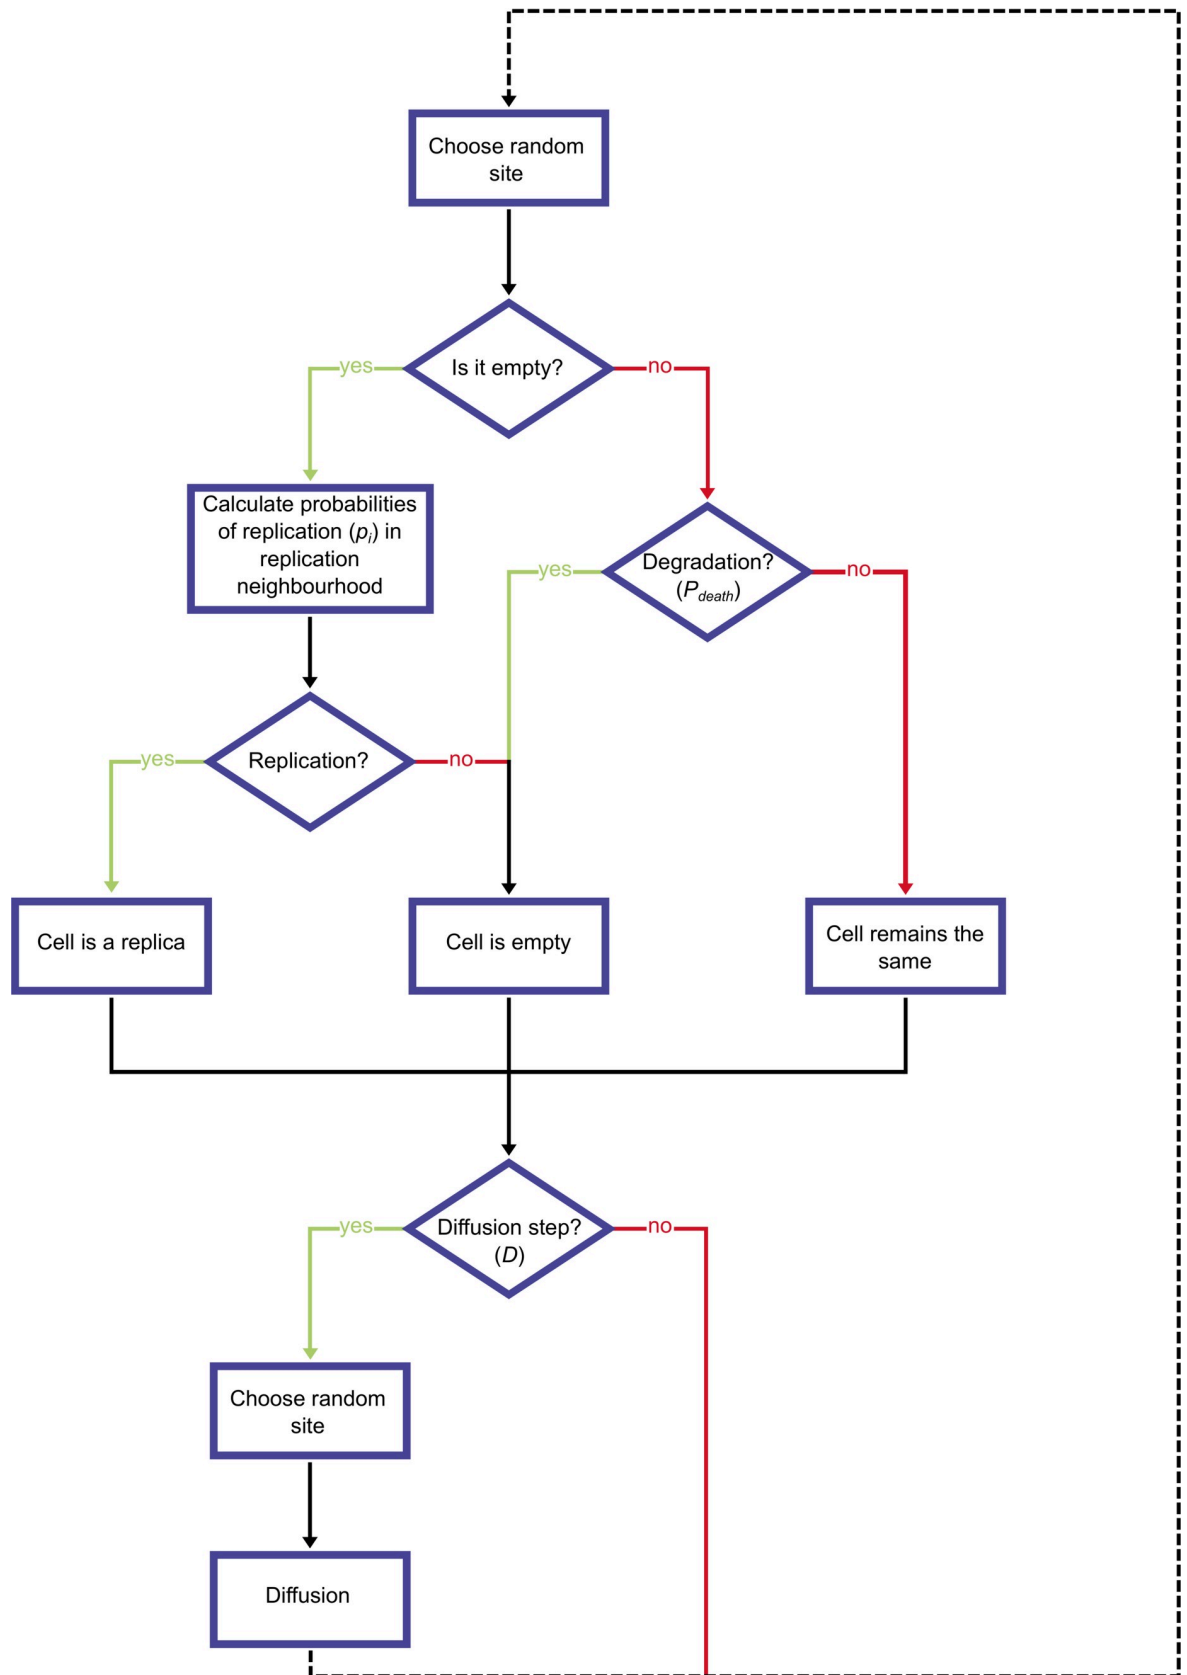 Choose random
site
Is it empty?
yes
no
Calculate probabilities
of replication (pi) in
replication
neighbourhood
Degradation?
(Pdeath)
yes
no
Replication?
yes
no
Cell is a replica
Cell is empty
Cell remains the
same
Diffusion step?
(D)
yes
no
Choose random
site
Diffusion